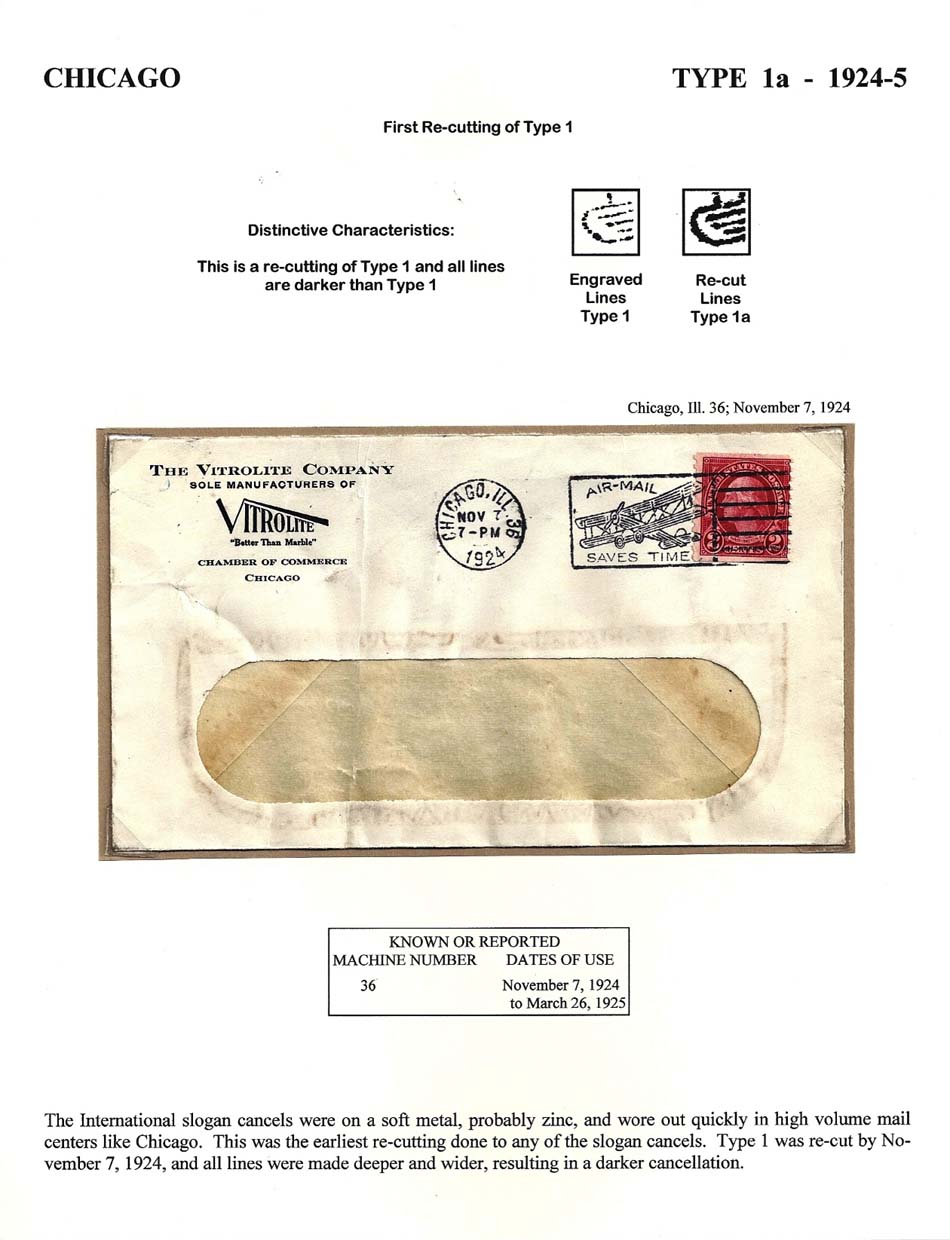 CHICAGO
TYPE 1a - 1924-5
First Re-cutting of Type 1
Distinctive Characteristics:
This is a re-cutting of Type 1 and all lines
are darker than Type 1
Engraved
Lines
Type 1
Re-cut
Lines
Type 1a
Chicago, Ill. 36; November 7, 1924
THE VITROLITE COMPANY
SOLE MANUFACTURERS OF
VITROLITE
"Better Than Marble"
CHAMBER OF COMMERCE
CHICAGO
CHICAGO, ILL. 36
NOV 7
7-PM
1924
AIR-MAIL
SAVES TIME
2
KNOWN OR REPORTED
MACHINE NUMBER DATES OF USE
36 November 7, 1924
to March 26, 1925
The International slogan cancels were on a soft metal, probably zinc, and wore out quickly in high volume mail
centers like Chicago. This was the earliest re-cutting done to any of the slogan cancels. Type 1 was re-cut by No-
vember 7, 1924, and all lines were made deeper and wider, resulting in a darker cancellation.